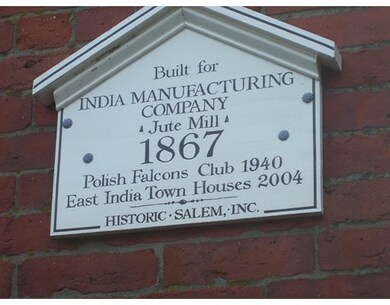 Built for
INDIA MANUFACTURING
COMPANY
Jute Mill
1867
Polish Falcons Club 1940
East India Town Houses 2004
HISTORIC · SALEM, INC.